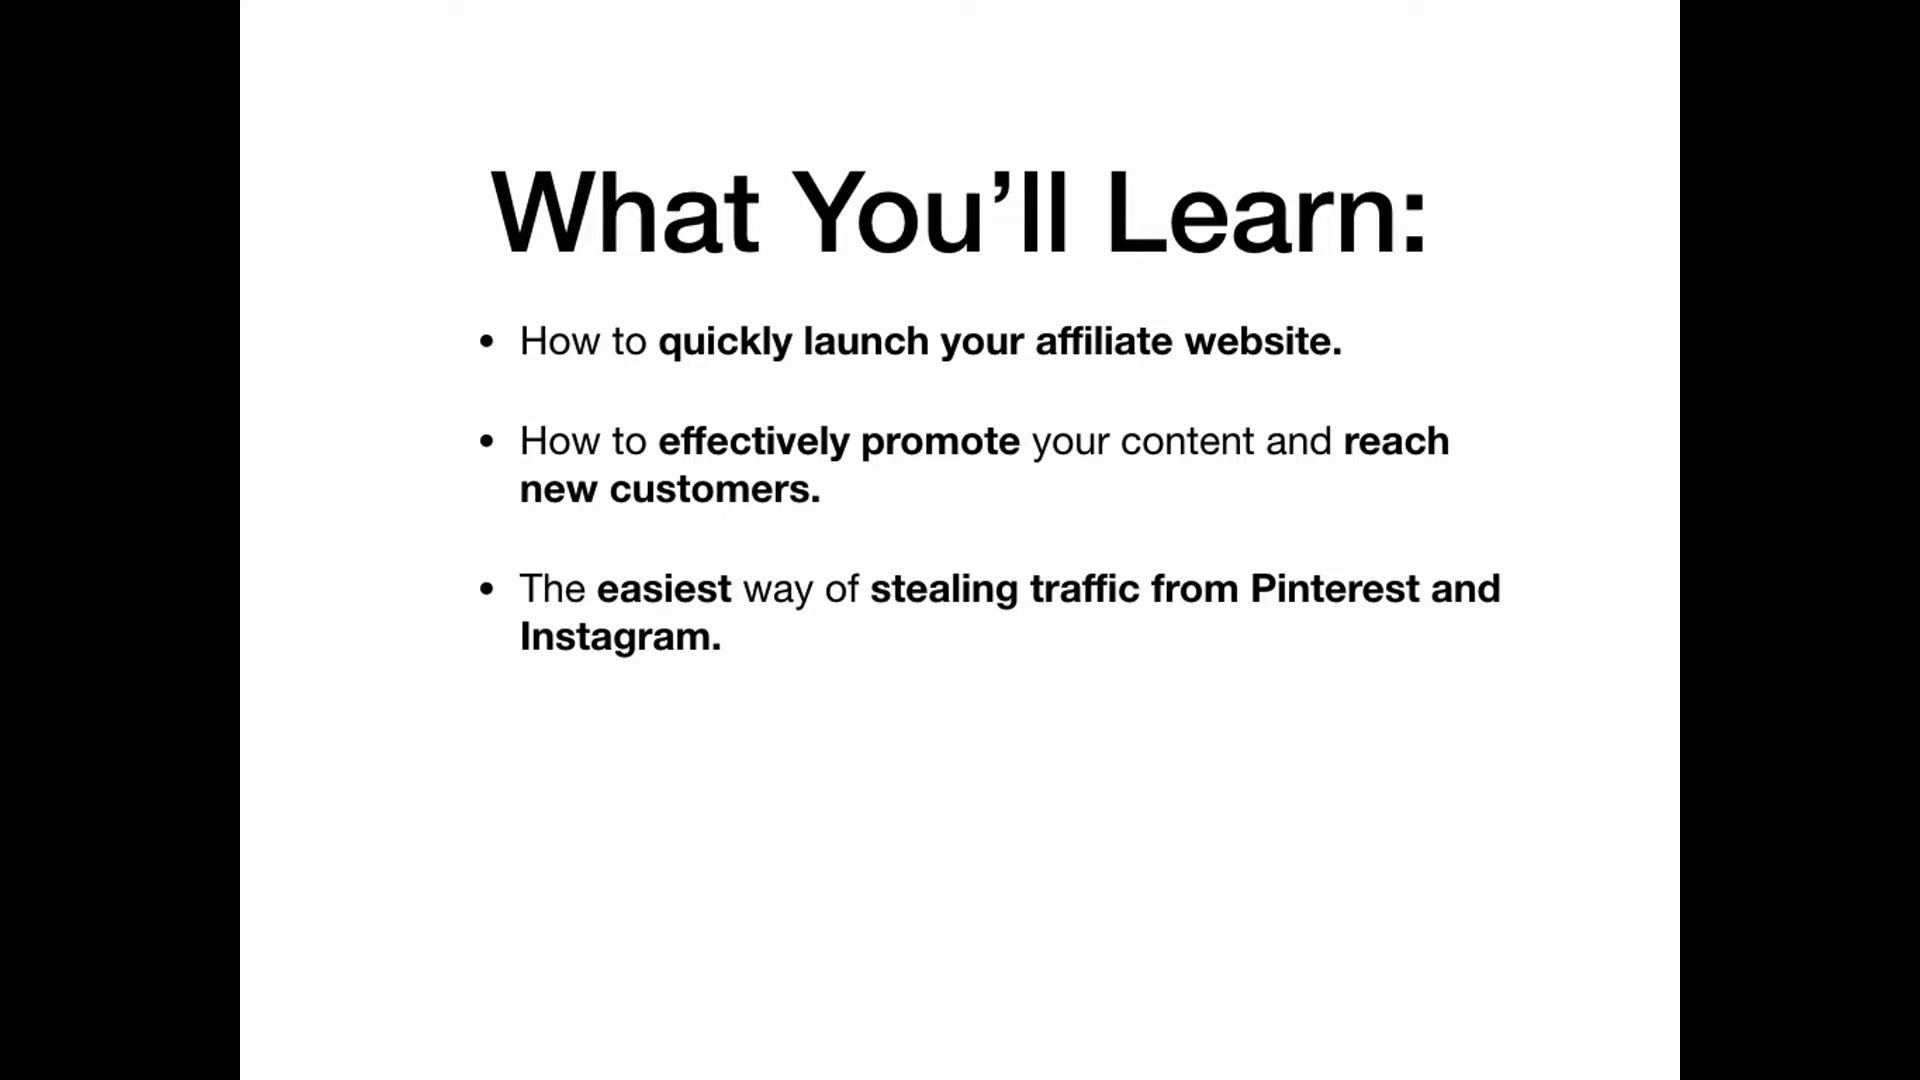 What You’ll Learn:
• How to quickly launch your affiliate website.
• How to effectively promote your content and reach
new customers.
• The easiest way of stealing traffic from Pinterest and
Instagram.